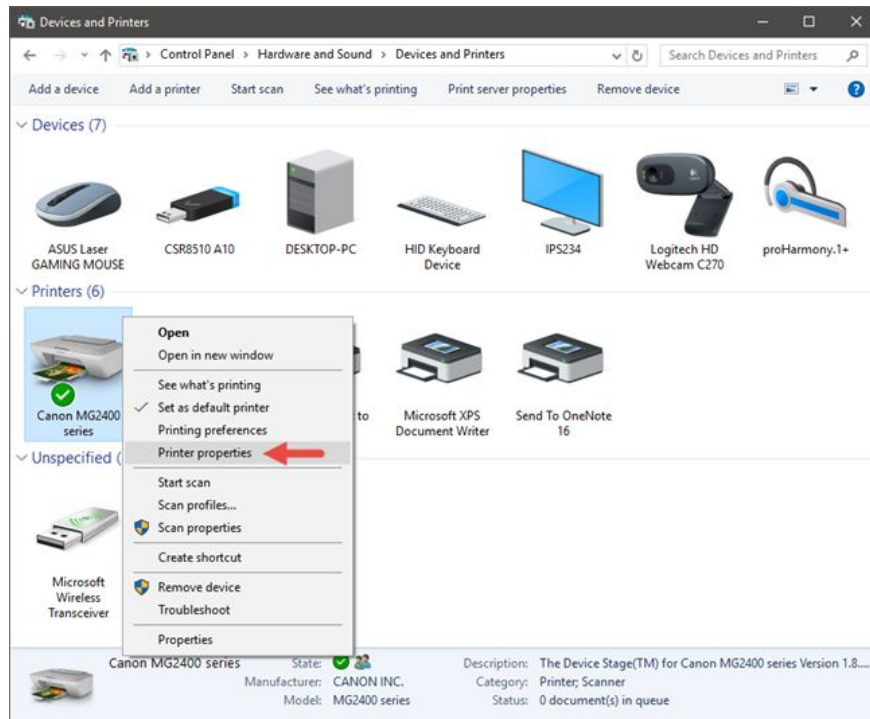 Devices and Printers
Control Panel > Hardware and Sound > Devices and Printers
Search Devices and Printers
Add a device Add a printer Start scan See what's printing Print server properties Remove device
Devices (7)
ASUS Laser
GAMING MOUSE
CSR8510 A10
DESKTOP-PC
HID Keyboard
Device
IPS234
Logitech HD
Webcam C270
proHarmony.1+
Printers (6)
Canon MG2400
series
to
Microsoft XPS
Document Writer
Send To OneNote
16
Unspecified (
Microsoft
Wireless
Transceiver
Open
Open in new window
See what's printing
Set as default printer
Printing preferences
Printer properties
Start scan
Scan profiles...
Scan properties
Create shortcut
Remove device
Troubleshoot
Properties
Canon MG2400 series State: Description: The Device Stage(TM) for Canon MG2400 series Version 1.8....
Manufacturer: CANON INC. Category: Printer; Scanner
Model: MG2400 series Status: 0 document(s) in queue